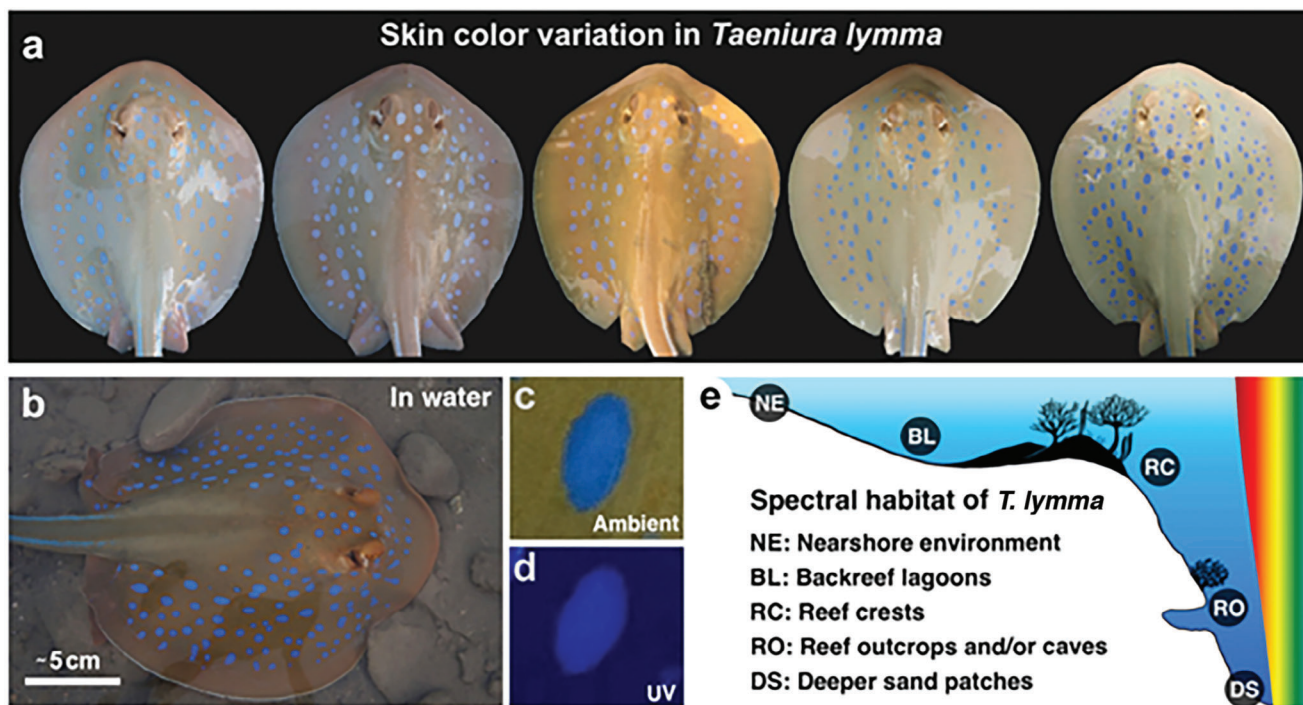 a
Skin color variation in Taeniura lymma
b
In water
~5 cm
c
Ambient
d
UV
e
NE
BL
RC
RO
DS
Spectral habitat of T. lymma
NE: Nearshore environment
BL: Backreef lagoons
RC: Reef crests
RO: Reef outcrops and/or caves
DS: Deeper sand patches